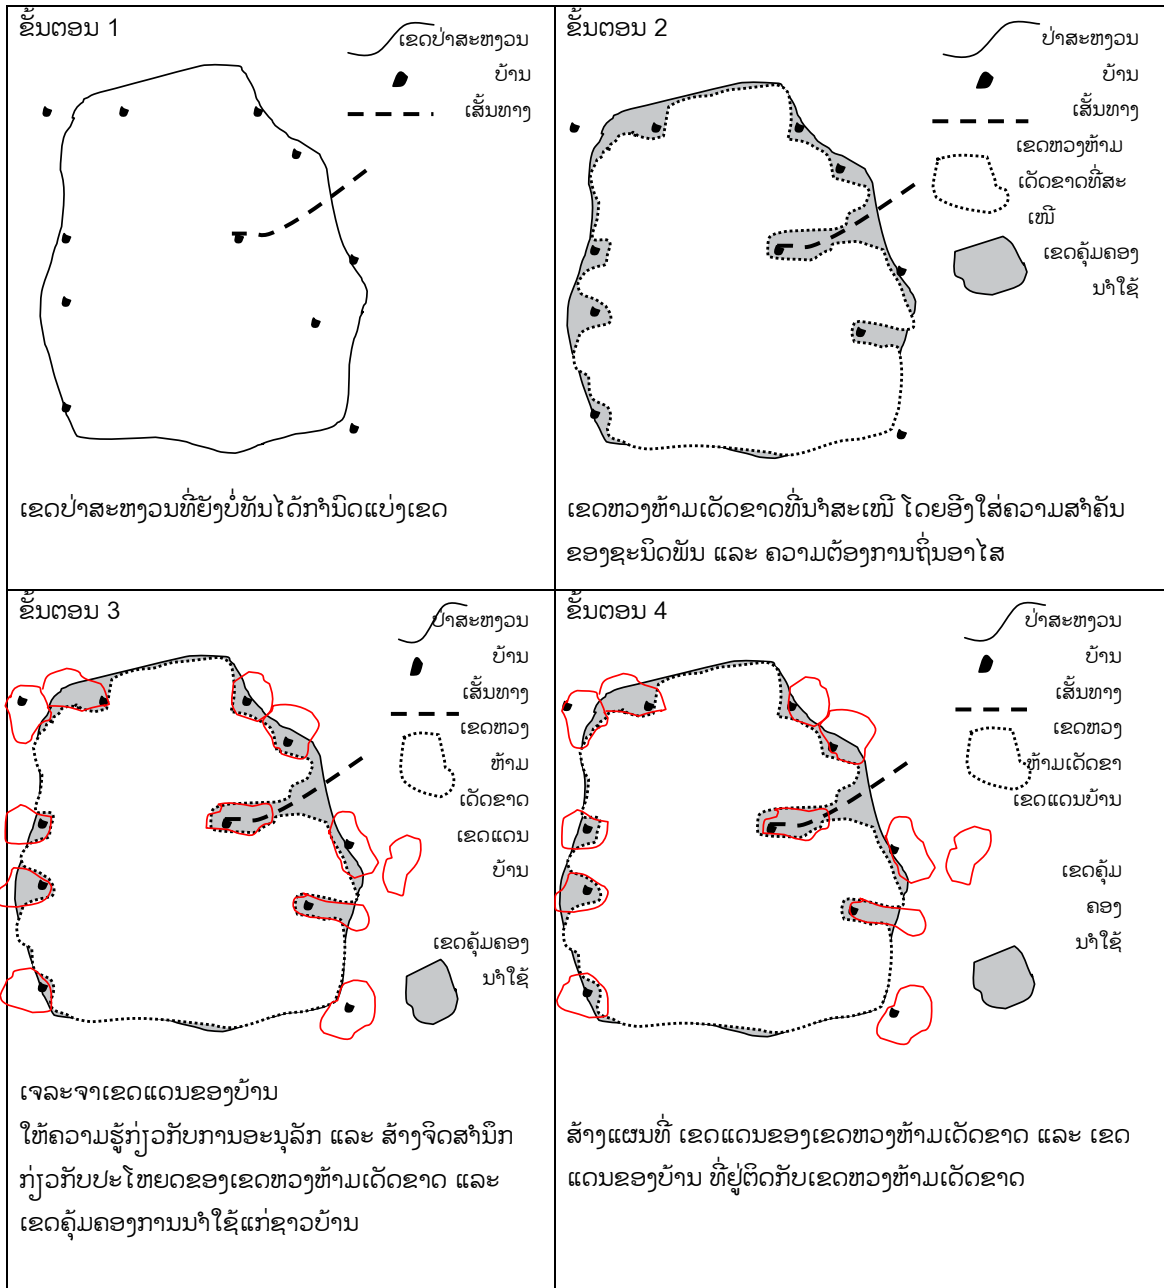 ຂັ້ນຕອນ 1
ເຂດປ່າສະຫງວນ
ບ້ານ
ເສັ້ນທາງ
ເຂດປ່າສະຫງວນທີ່ຍັງບໍ່ທັນໄດ້ກຳນົດແບ່ງເຂດ
ຂັ້ນຕອນ 2
ປ່າສະຫງວນ
ບ້ານ
ເສັ້ນທາງ
ເຂດຫວງຫ້າມ
ເດັດຂາດທີ່ສະ
ເໜີ
ເຂດຄຸ້ມຄອງ
ນຳໃຊ້
ເຂດຫວງຫ້າມເດັດຂາດທີ່ນຳສະເໜີ ໂດຍອີງໃສ່ຄວາມສຳຄັນ
ຂອງຊະນິດພັນ ແລະ ຄວາມຕ້ອງການຖິ່ນອາໄສ
ຂັ້ນຕອນ 3
ປ່າສະຫງວນ
ບ້ານ
ເສັ້ນທາງ
ເຂດຫວງ
ຫ້າມ
ເດັດຂາດ
ເຂດແດນ
ບ້ານ
ເຂດຄຸ້ມຄອງ
ນຳໃຊ້
ເຈລະຈາເຂດແດນຂອງບ້ານ
ໃຫ້ຄວາມຮູ້ກ່ຽວກັບການອະນຸລັກ ແລະ ສ້າງຈິດສຳນຶກ
ກ່ຽວກັບປະໂຫຍດຂອງເຂດຫວງຫ້າມເດັດຂາດ ແລະ
ເຂດຄຸ້ມຄອງການນຳໃຊ້ແກ່ຊາວບ້ານ
ຂັ້ນຕອນ 4
ປ່າສະຫງວນ
ບ້ານ
ເສັ້ນທາງ
ເຂດຫວງ
ຫ້າມເດັດຂາ
ເຂດແດນບ້ານ
ເຂດຄຸ້ມ
ຄອງ
ນຳໃຊ້
ສ້າງແຜນທີ່ ເຂດແດນຂອງເຂດຫວງຫ້າມເດັດຂາດ ແລະ ເຂດ
ແດນຂອງບ້ານ ທີ່ຢູ່ຕິດກັບເຂດຫວງຫ້າມເດັດຂາດ